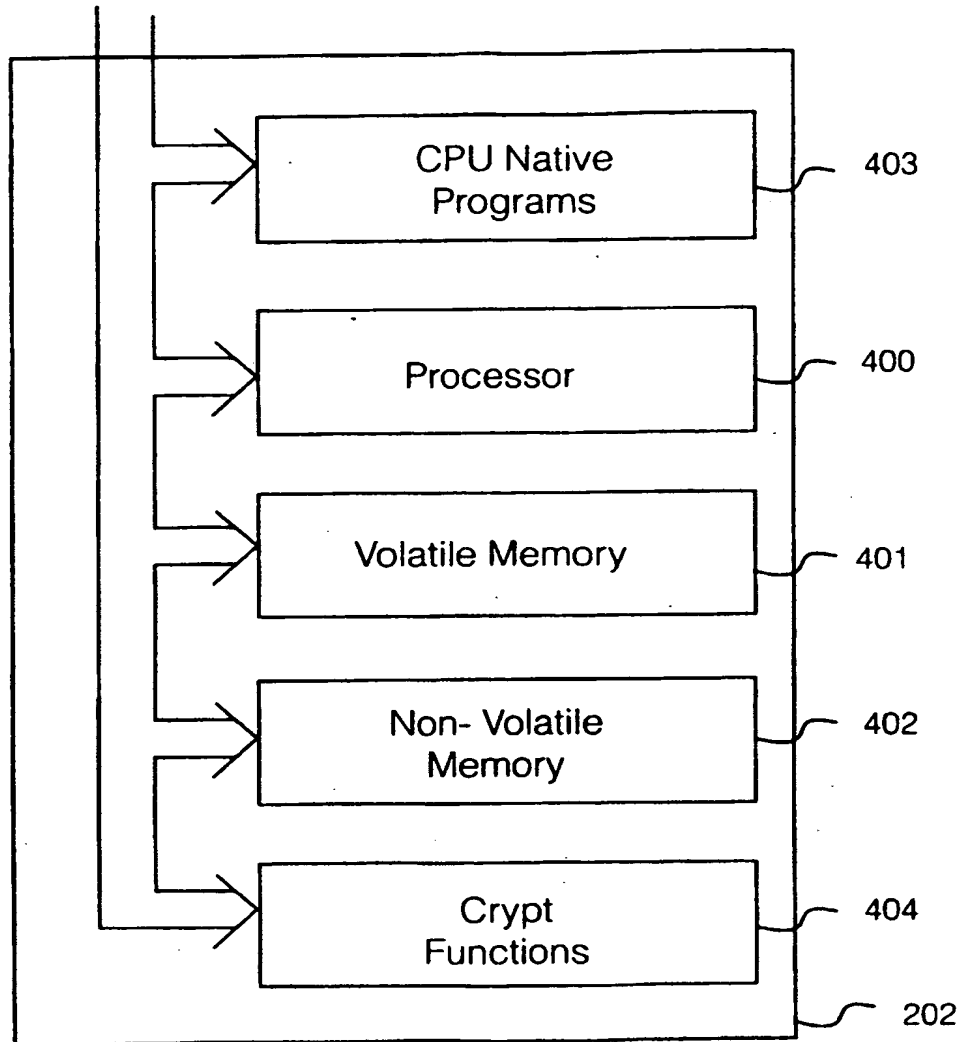 CPU Native
Programs
403
Processor
400
Volatile Memory
401
Non- Volatile
Memory
402
Crypt
Functions
404
202